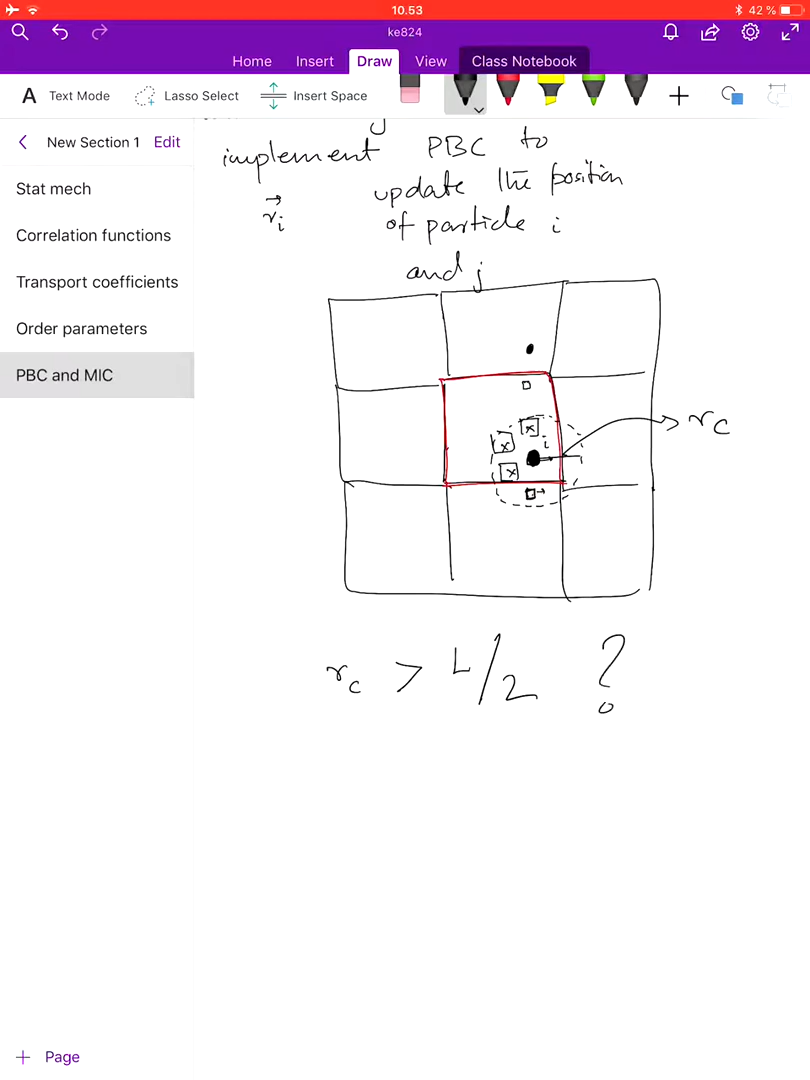 10.53
42 %
ke824
Home Insert Draw View Class Notebook
A Text Mode Lasso Select Insert Space
New Section 1 Edit
Stat mech
Correlation functions
Transport coefficients
Order parameters
PBC and MIC
implement PBC to
update the position
r⃗i of particle i
and j
x
x i
x
rc
rc > L/2 ?
+ Page